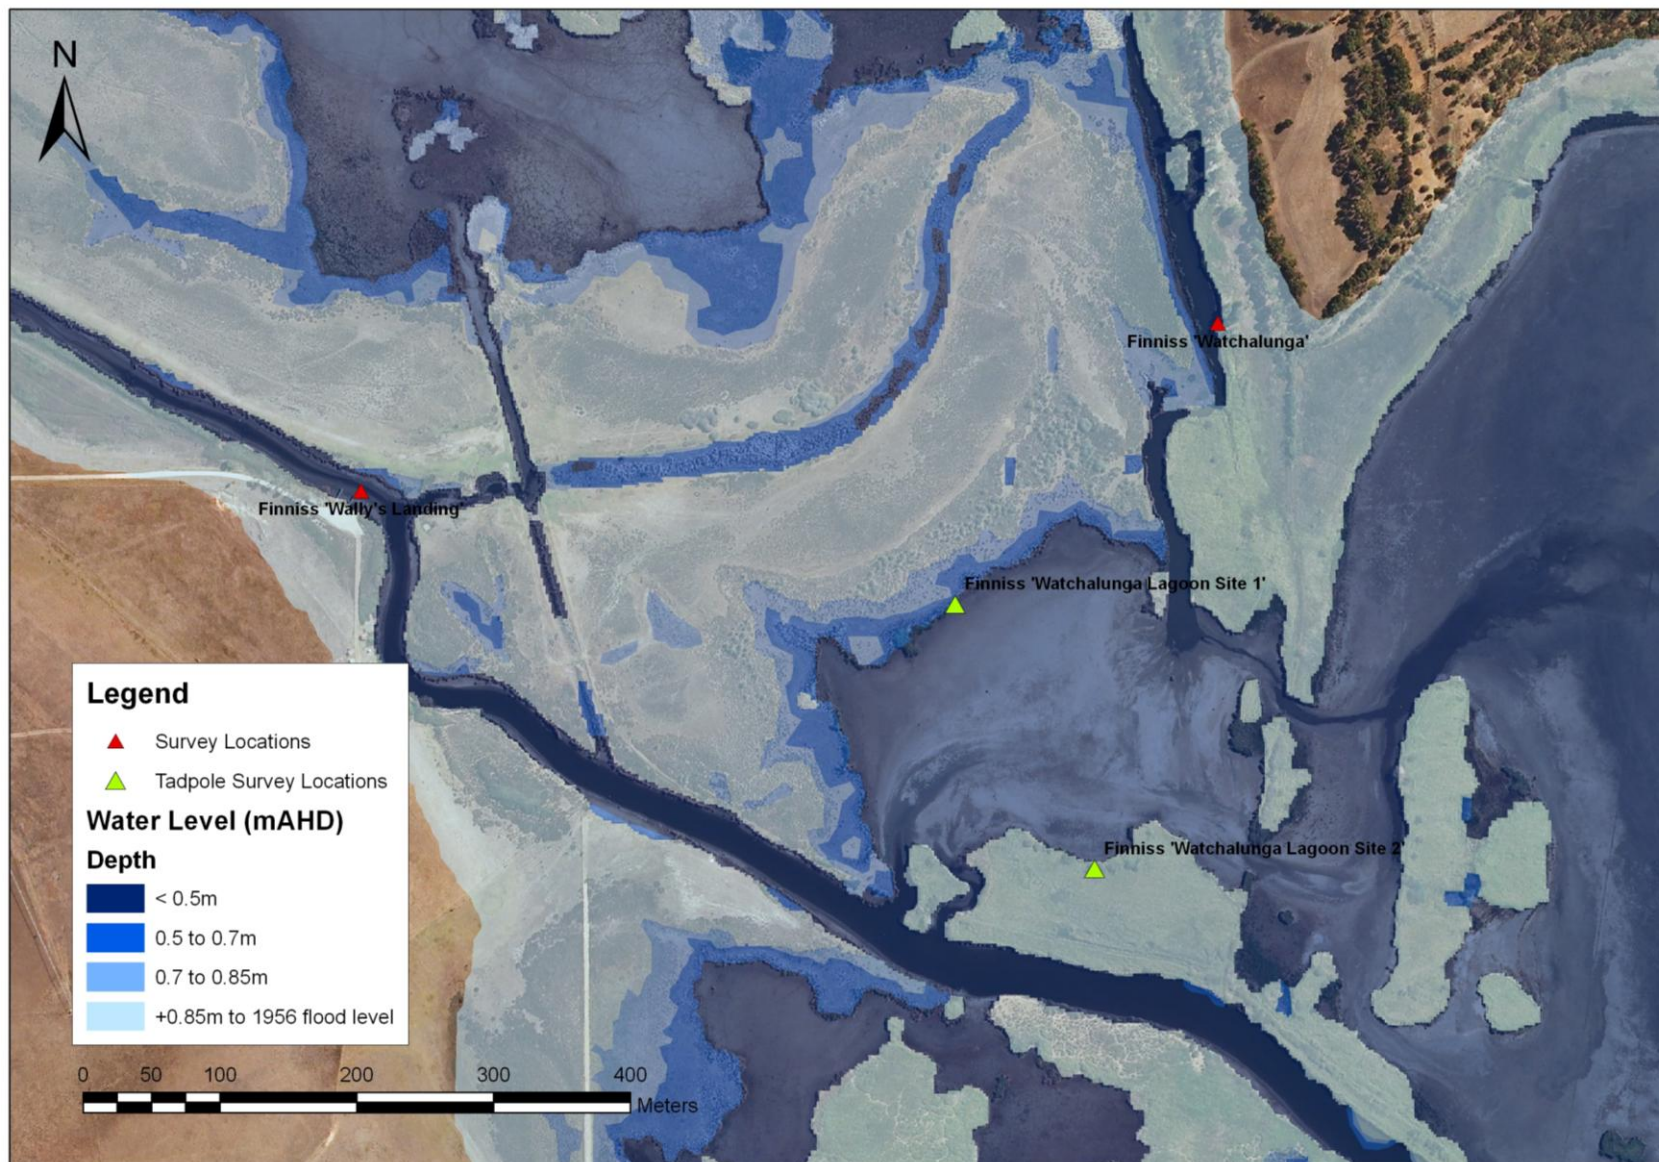 N
Finniss 'Watchalunga'
Finniss 'Wally's Landing'
Finniss 'Watchalunga Lagoon Site 1'
Finniss 'Watchalunga Lagoon Site 2'
Legend
Survey Locations
Tadpole Survey Locations
Water Level (mAHD)
Depth
< 0.5m
0.5 to 0.7m
0.7 to 0.85m
+0.85m to 1956 flood level
0 50 100 200 300 400
Meters